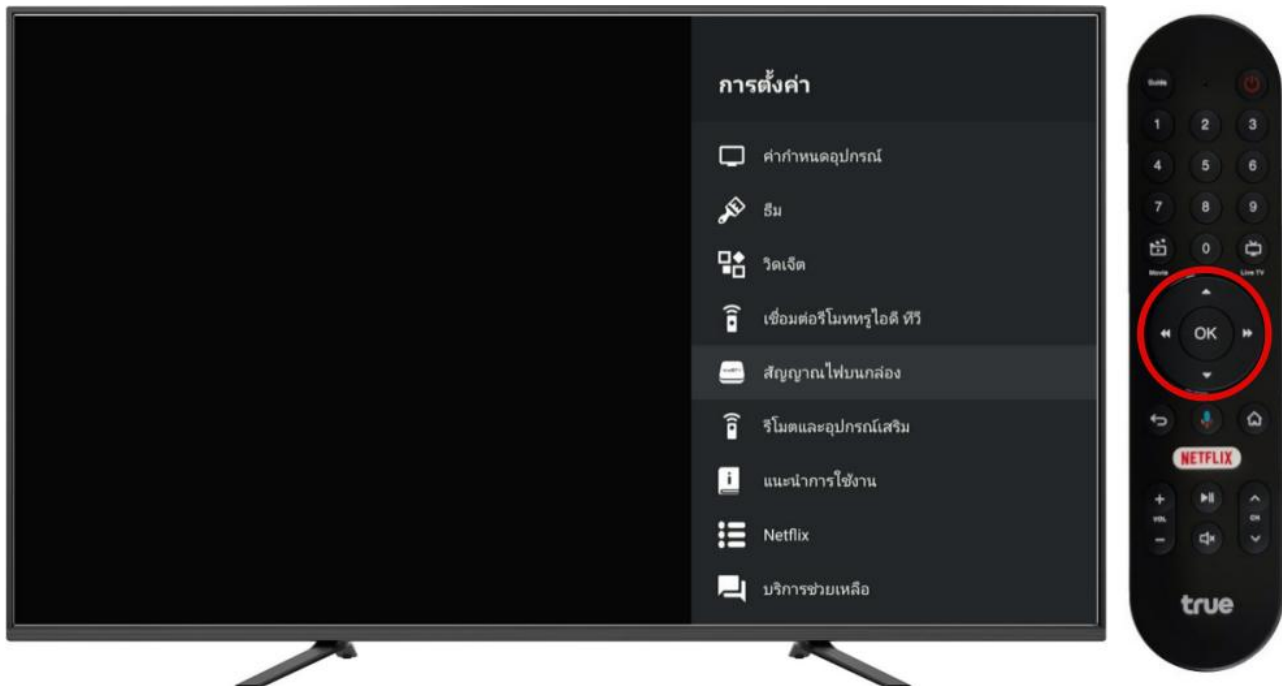 การตั้งค่า
ค่ากำหนดอุปกรณ์
ธีม
วิดเจ็ต
เชื่อมต่อรีโมททรูไอดี ทีวี
สัญญาณไฟบนกล่อง
รีโมตและอุปกรณ์เสริม
แนะนำการใช้งาน
Netflix
บริการช่วยเหลือ
Guide
1 2 3
4 5 6
7 8 9
0
Movie Live TV
OK
NETFLIX
+
VOL CH
-
true